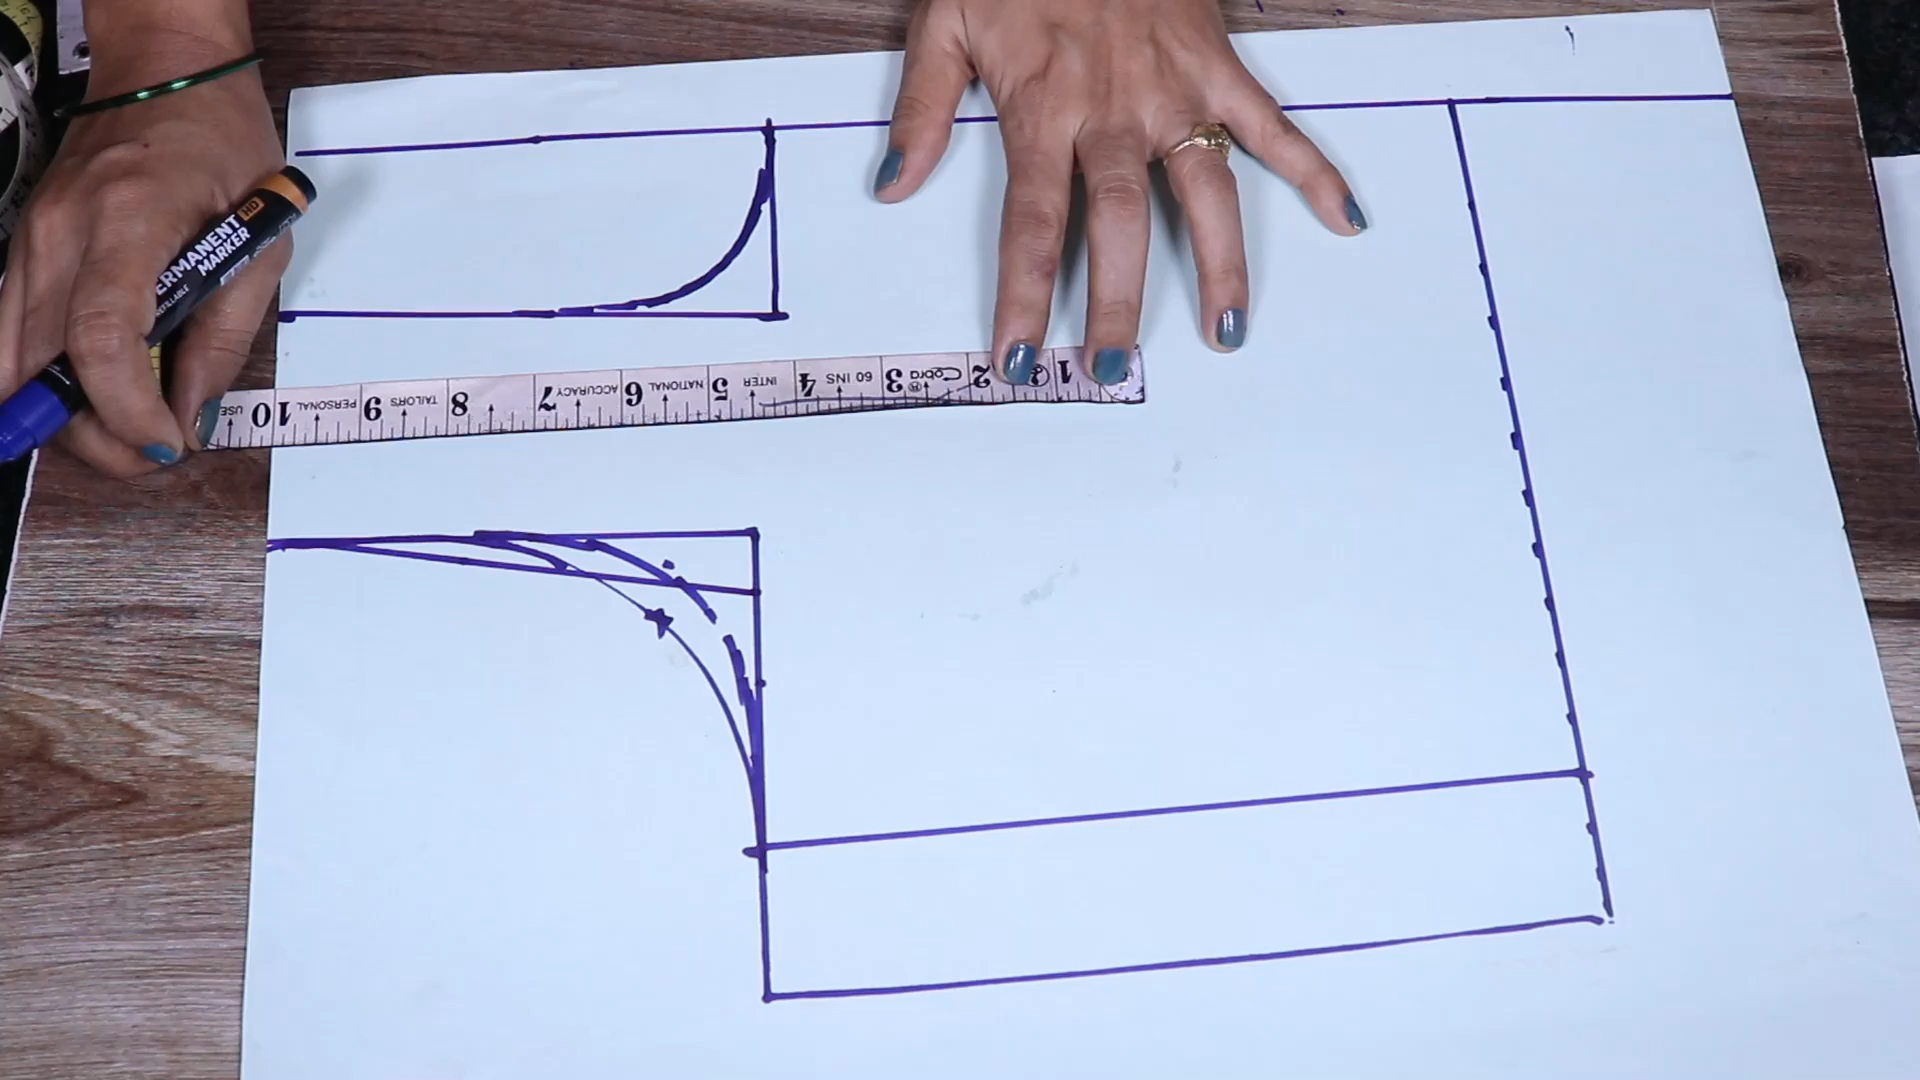 PERMANENT HD
MARKER
REFILLABLE
1 2 Cobra ® 3 60 INS 4 INTER 5 NATIONAL 6 ACCURACY 7 8 TAILOR'S 9 PERSONAL 10 USE